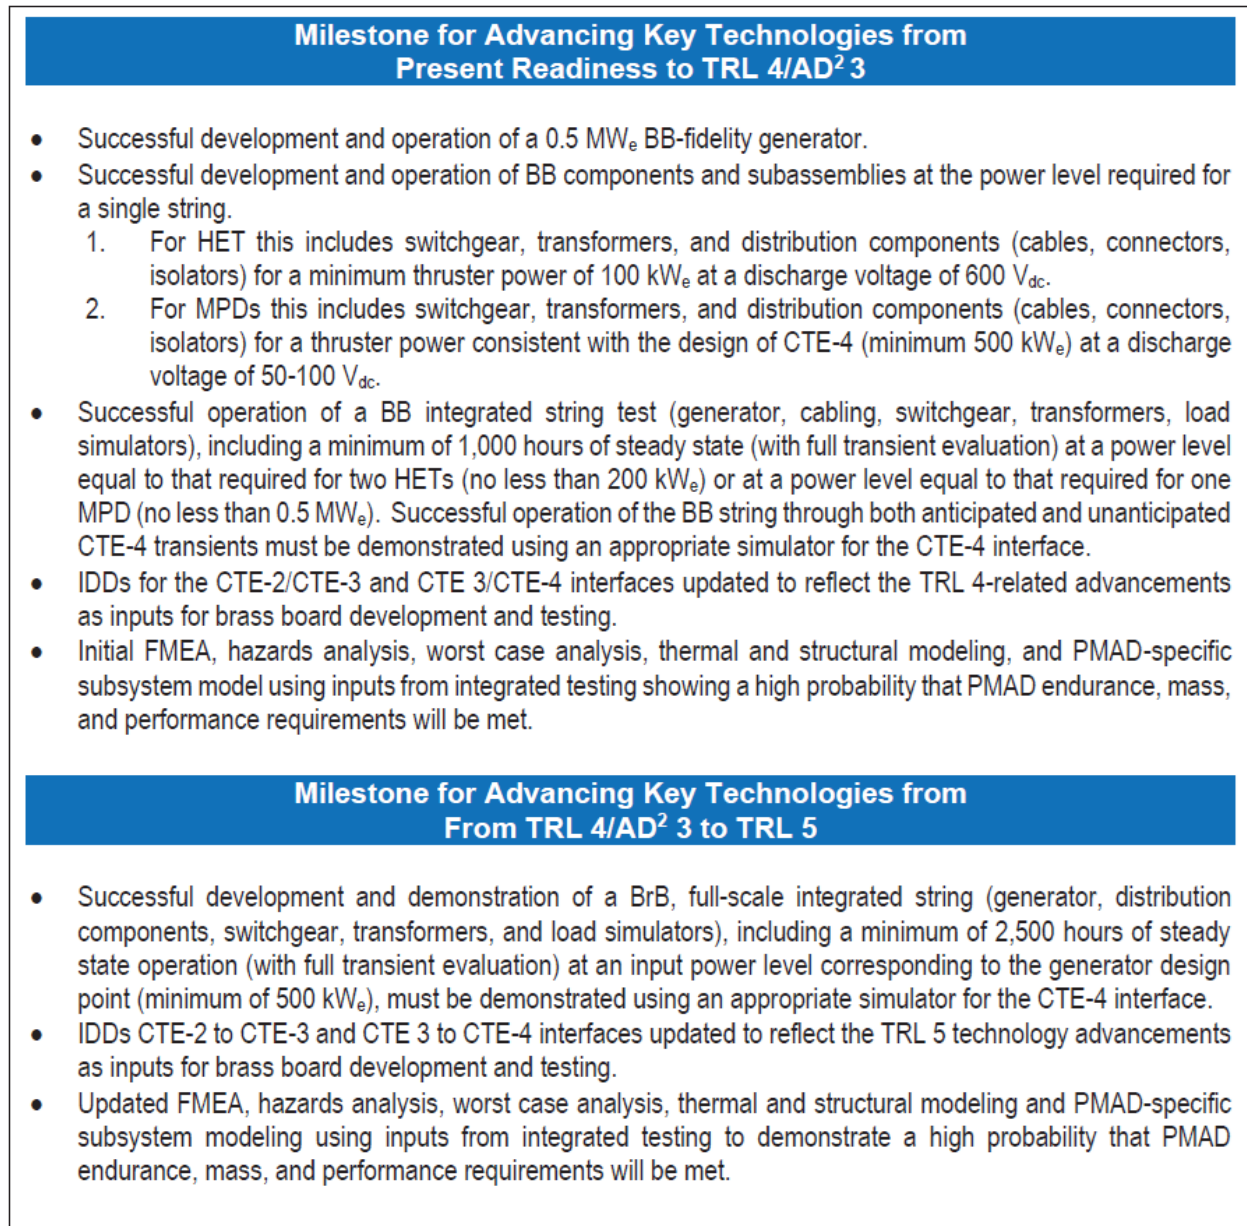 Milestone for Advancing Key Technologies from
Present Readiness to TRL 4/AD² 3
● Successful development and operation of a 0.5 MWₑ BB-fidelity generator.
● Successful development and operation of BB components and subassemblies at the power level required for
a single string.
1. For HET this includes switchgear, transformers, and distribution components (cables, connectors,
isolators) for a minimum thruster power of 100 kWₑ at a discharge voltage of 600 V_dc.
2. For MPDs this includes switchgear, transformers, and distribution components (cables, connectors,
isolators) for a thruster power consistent with the design of CTE-4 (minimum 500 kWₑ) at a discharge
voltage of 50-100 V_dc.
● Successful operation of a BB integrated string test (generator, cabling, switchgear, transformers, load
simulators), including a minimum of 1,000 hours of steady state (with full transient evaluation) at a power level
equal to that required for two HETs (no less than 200 kWₑ) or at a power level equal to that required for one
MPD (no less than 0.5 MWₑ). Successful operation of the BB string through both anticipated and unanticipated
CTE-4 transients must be demonstrated using an appropriate simulator for the CTE-4 interface.
● IDDs for the CTE-2/CTE-3 and CTE 3/CTE-4 interfaces updated to reflect the TRL 4-related advancements
as inputs for brass board development and testing.
● Initial FMEA, hazards analysis, worst case analysis, thermal and structural modeling, and PMAD-specific
subsystem model using inputs from integrated testing showing a high probability that PMAD endurance, mass,
and performance requirements will be met.
Milestone for Advancing Key Technologies from
From TRL 4/AD² 3 to TRL 5
● Successful development and demonstration of a BrB, full-scale integrated string (generator, distribution
components, switchgear, transformers, and load simulators), including a minimum of 2,500 hours of steady
state operation (with full transient evaluation) at an input power level corresponding to the generator design
point (minimum of 500 kWₑ), must be demonstrated using an appropriate simulator for the CTE-4 interface.
● IDDs CTE-2 to CTE-3 and CTE 3 to CTE-4 interfaces updated to reflect the TRL 5 technology advancements
as inputs for brass board development and testing.
● Updated FMEA, hazards analysis, worst case analysis, thermal and structural modeling and PMAD-specific
subsystem modeling using inputs from integrated testing to demonstrate a high probability that PMAD
endurance, mass, and performance requirements will be met.